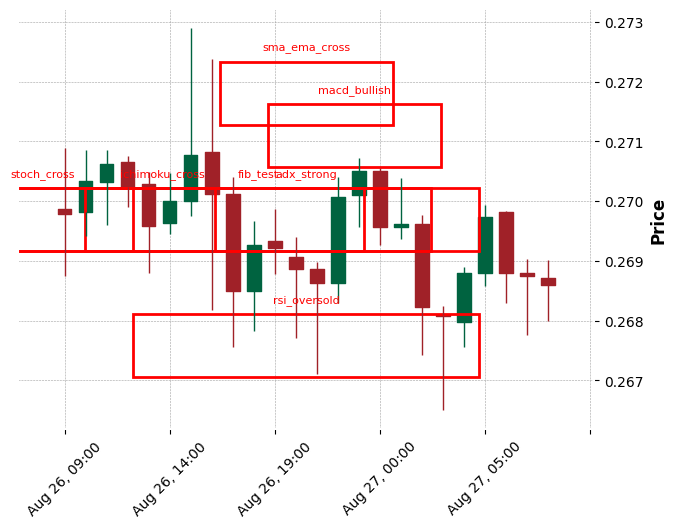 sma_ema_cross
macd_bullish
stoch_cross
fib_test
adx_strong
rsi_oversold
0.273
0.272
0.271
0.270
0.269
0.268
0.267
Price
Aug 26, 09:00
Aug 26, 14:00
Aug 26, 19:00
Aug 27, 00:00
Aug 27, 05:00